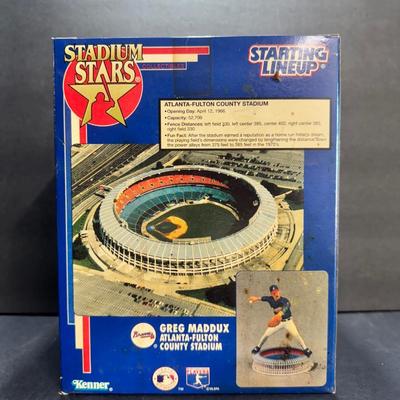 STADIUM
STARS
COLLECTIBLES
STARTING
LINEUP
ATLANTA-FULTON COUNTY STADIUM
• Opening Day: April 12, 1966
• Capacity: 52,709
• Fence Distances: left field 330, left center 385, center 402, right center 385,
right field 330
• Fun Fact: After the stadium earned a reputation as a home run hitter's dream,
the playing field's dimensions were changed by lengthening the distance down
the power alleys from 375 feet to 385 feet in the 1970's.
Braves
GREG MADDUX
ATLANTA-FULTON
COUNTY STADIUM
Kenner
PLAYERS